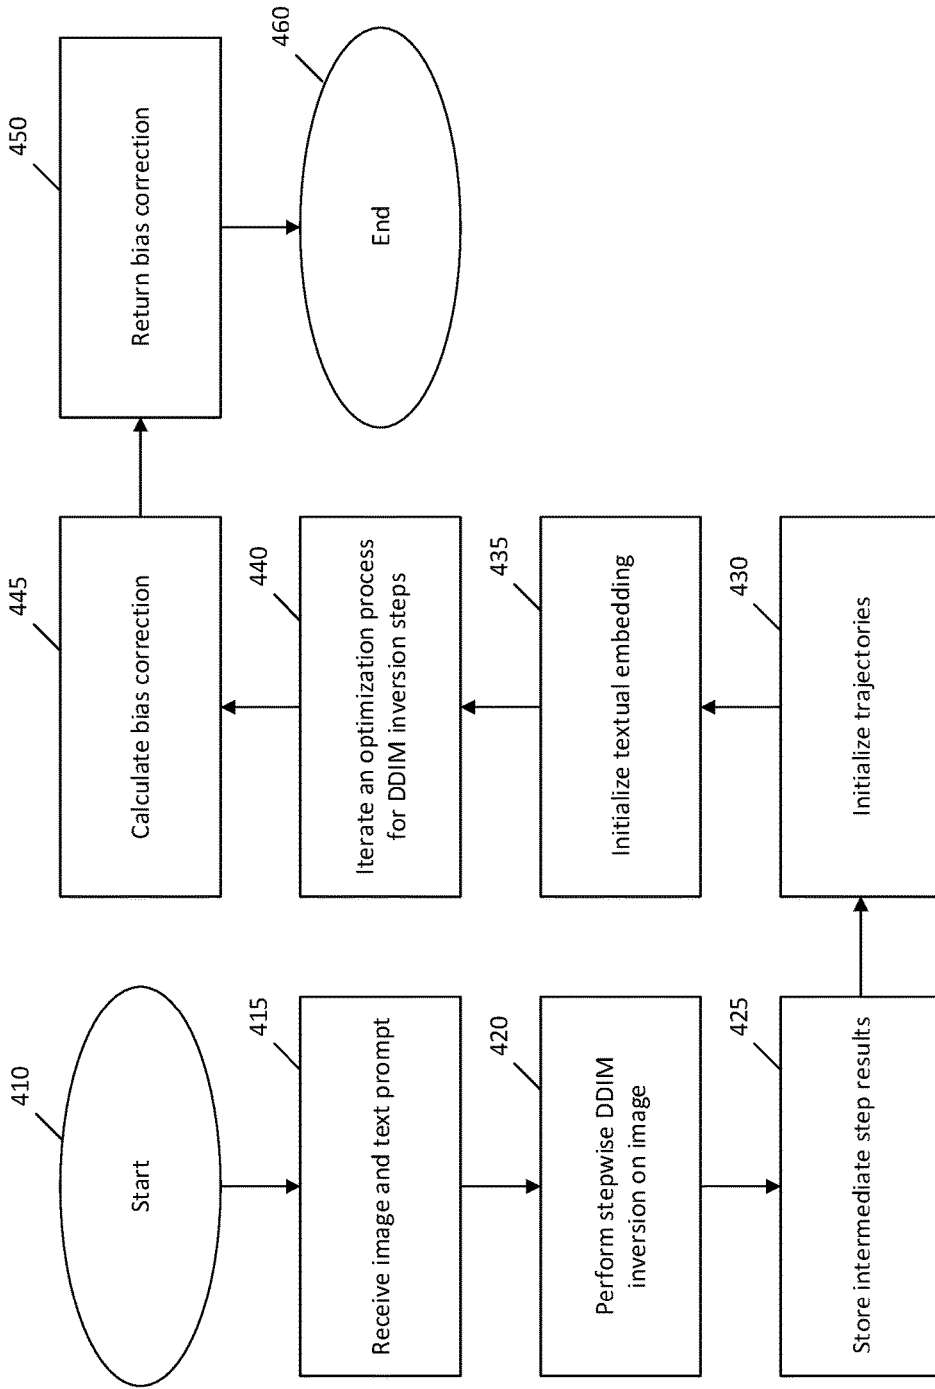 410
Start
415
Receive image and text prompt
420
Perform stepwise DDIM
inversion on image
425
Store intermediate step results
430
Initialize trajectories
435
Initialize textual embedding
440
Iterate an optimization process
for DDIM inversion steps
445
Calculate bias correction
450
Return bias correction
460
End